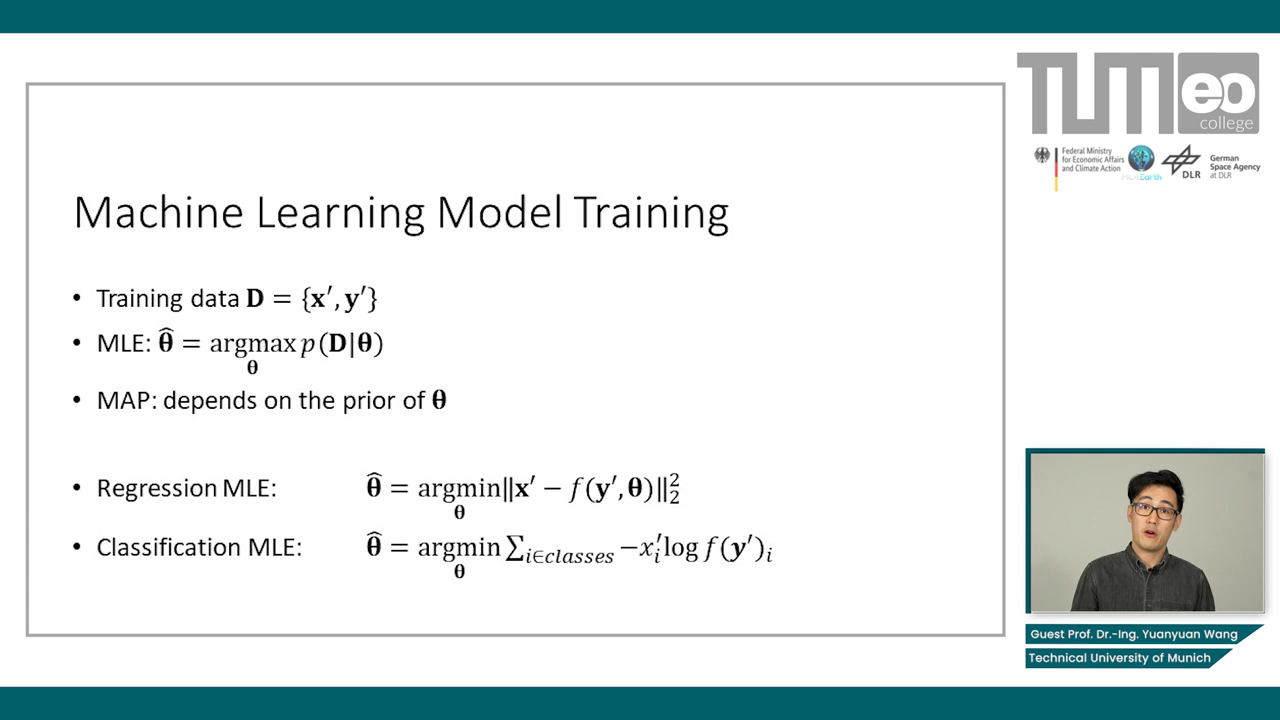 Machine Learning Model Training
• Training data 𝐃 = {𝐱′, 𝐲′}
• MLE: 𝛉̂ = argmax p(𝐃|𝛉)
𝛉
• MAP: depends on the prior of 𝛉
• Regression MLE: 𝛉̂ = argmin‖𝐱′ − f(𝐲′, 𝛉)‖₂²
𝛉
• Classification MLE: 𝛉̂ = argmin ∑_{i∈classes} −x′ᵢ log f(𝐲′)ᵢ
𝛉
TUM eo
college
Federal Ministry
for Economic Affairs
and Climate Action
ML4Earth
DLR
German
Space Agency
at DLR
Guest Prof. Dr.-Ing. Yuanyuan Wang
Technical University of Munich